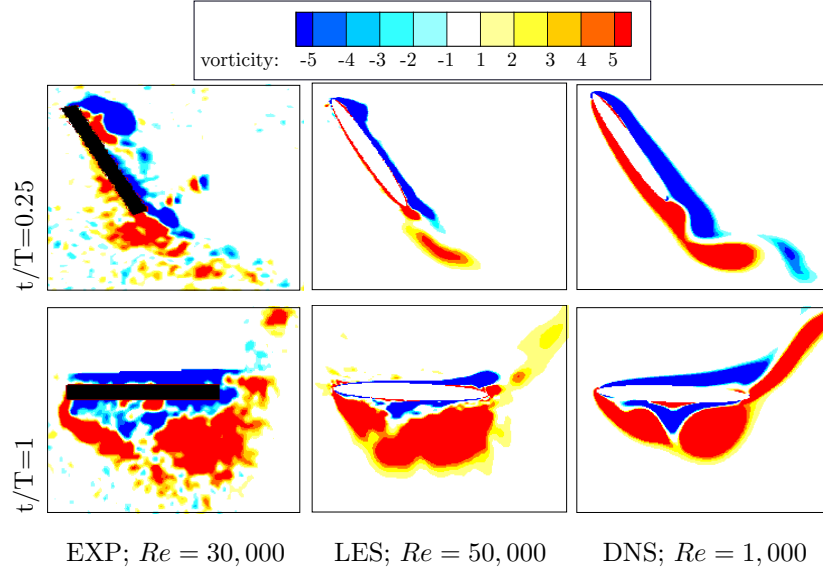 vorticity: -5 -4 -3 -2 -1 1 2 3 4 5
t/T=0.25
t/T=1
EXP; Re = 30,000 LES; Re = 50,000 DNS; Re = 1,000